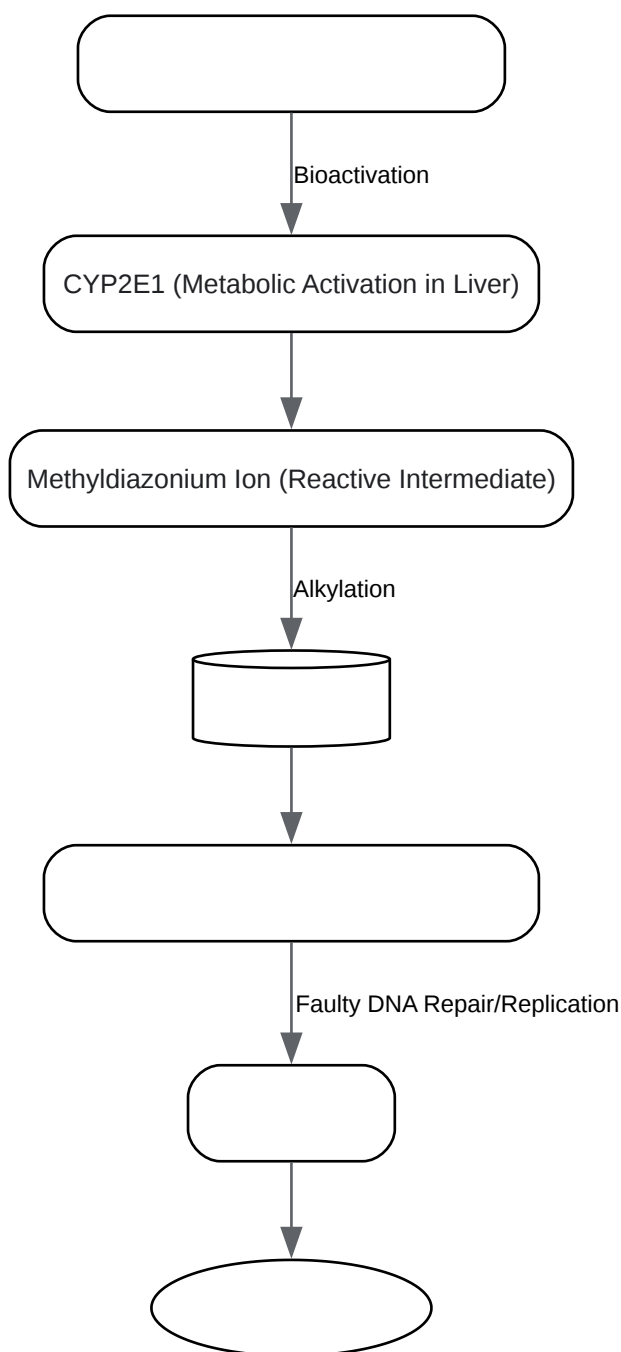 Bioactivation
CYP2E1 (Metabolic Activation in Liver)
Methyldiazonium Ion (Reactive Intermediate)
Alkylation
Faulty DNA Repair/Replication